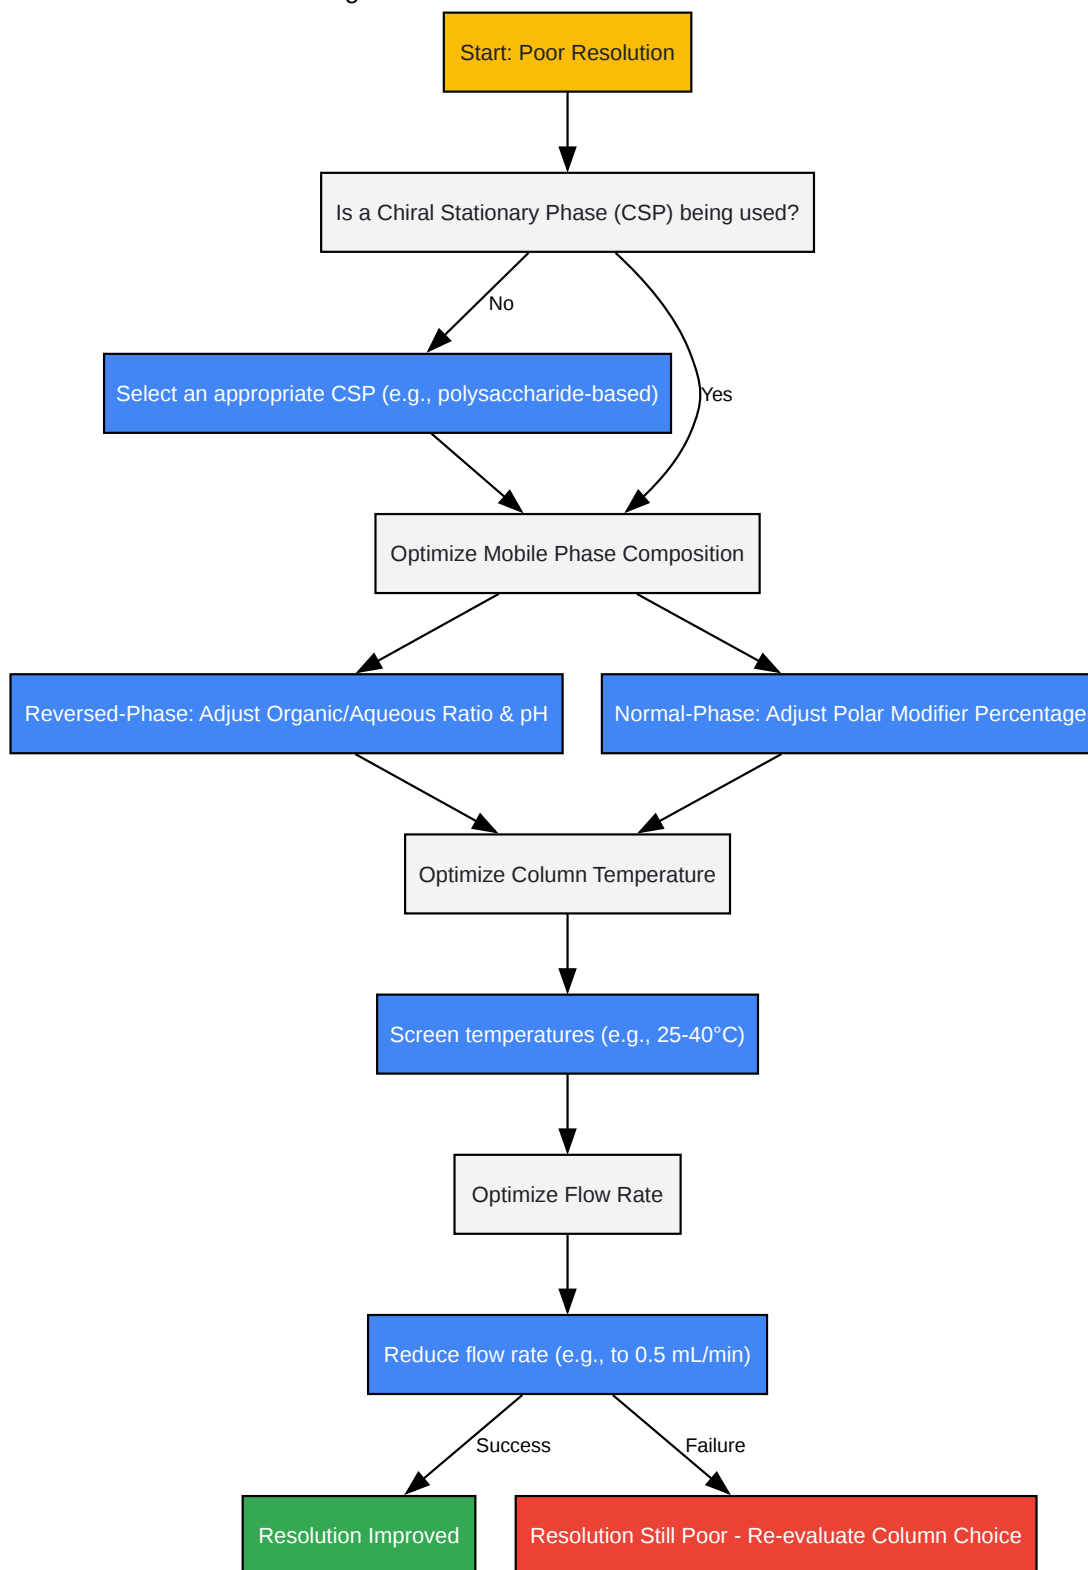 Start: Poor Resolution
Is a Chiral Stationary Phase (CSP) being used?
No
Select an appropriate CSP (e.g., polysaccharide-based)
Yes
Optimize Mobile Phase Composition
Reversed-Phase: Adjust Organic/Aqueous Ratio & pH
Normal-Phase: Adjust Polar Modifier Percentage
Optimize Column Temperature
Screen temperatures (e.g., 25-40°C)
Optimize Flow Rate
Reduce flow rate (e.g., to 0.5 mL/min)
Success
Failure
Resolution Improved
Resolution Still Poor - Re-evaluate Column Choice